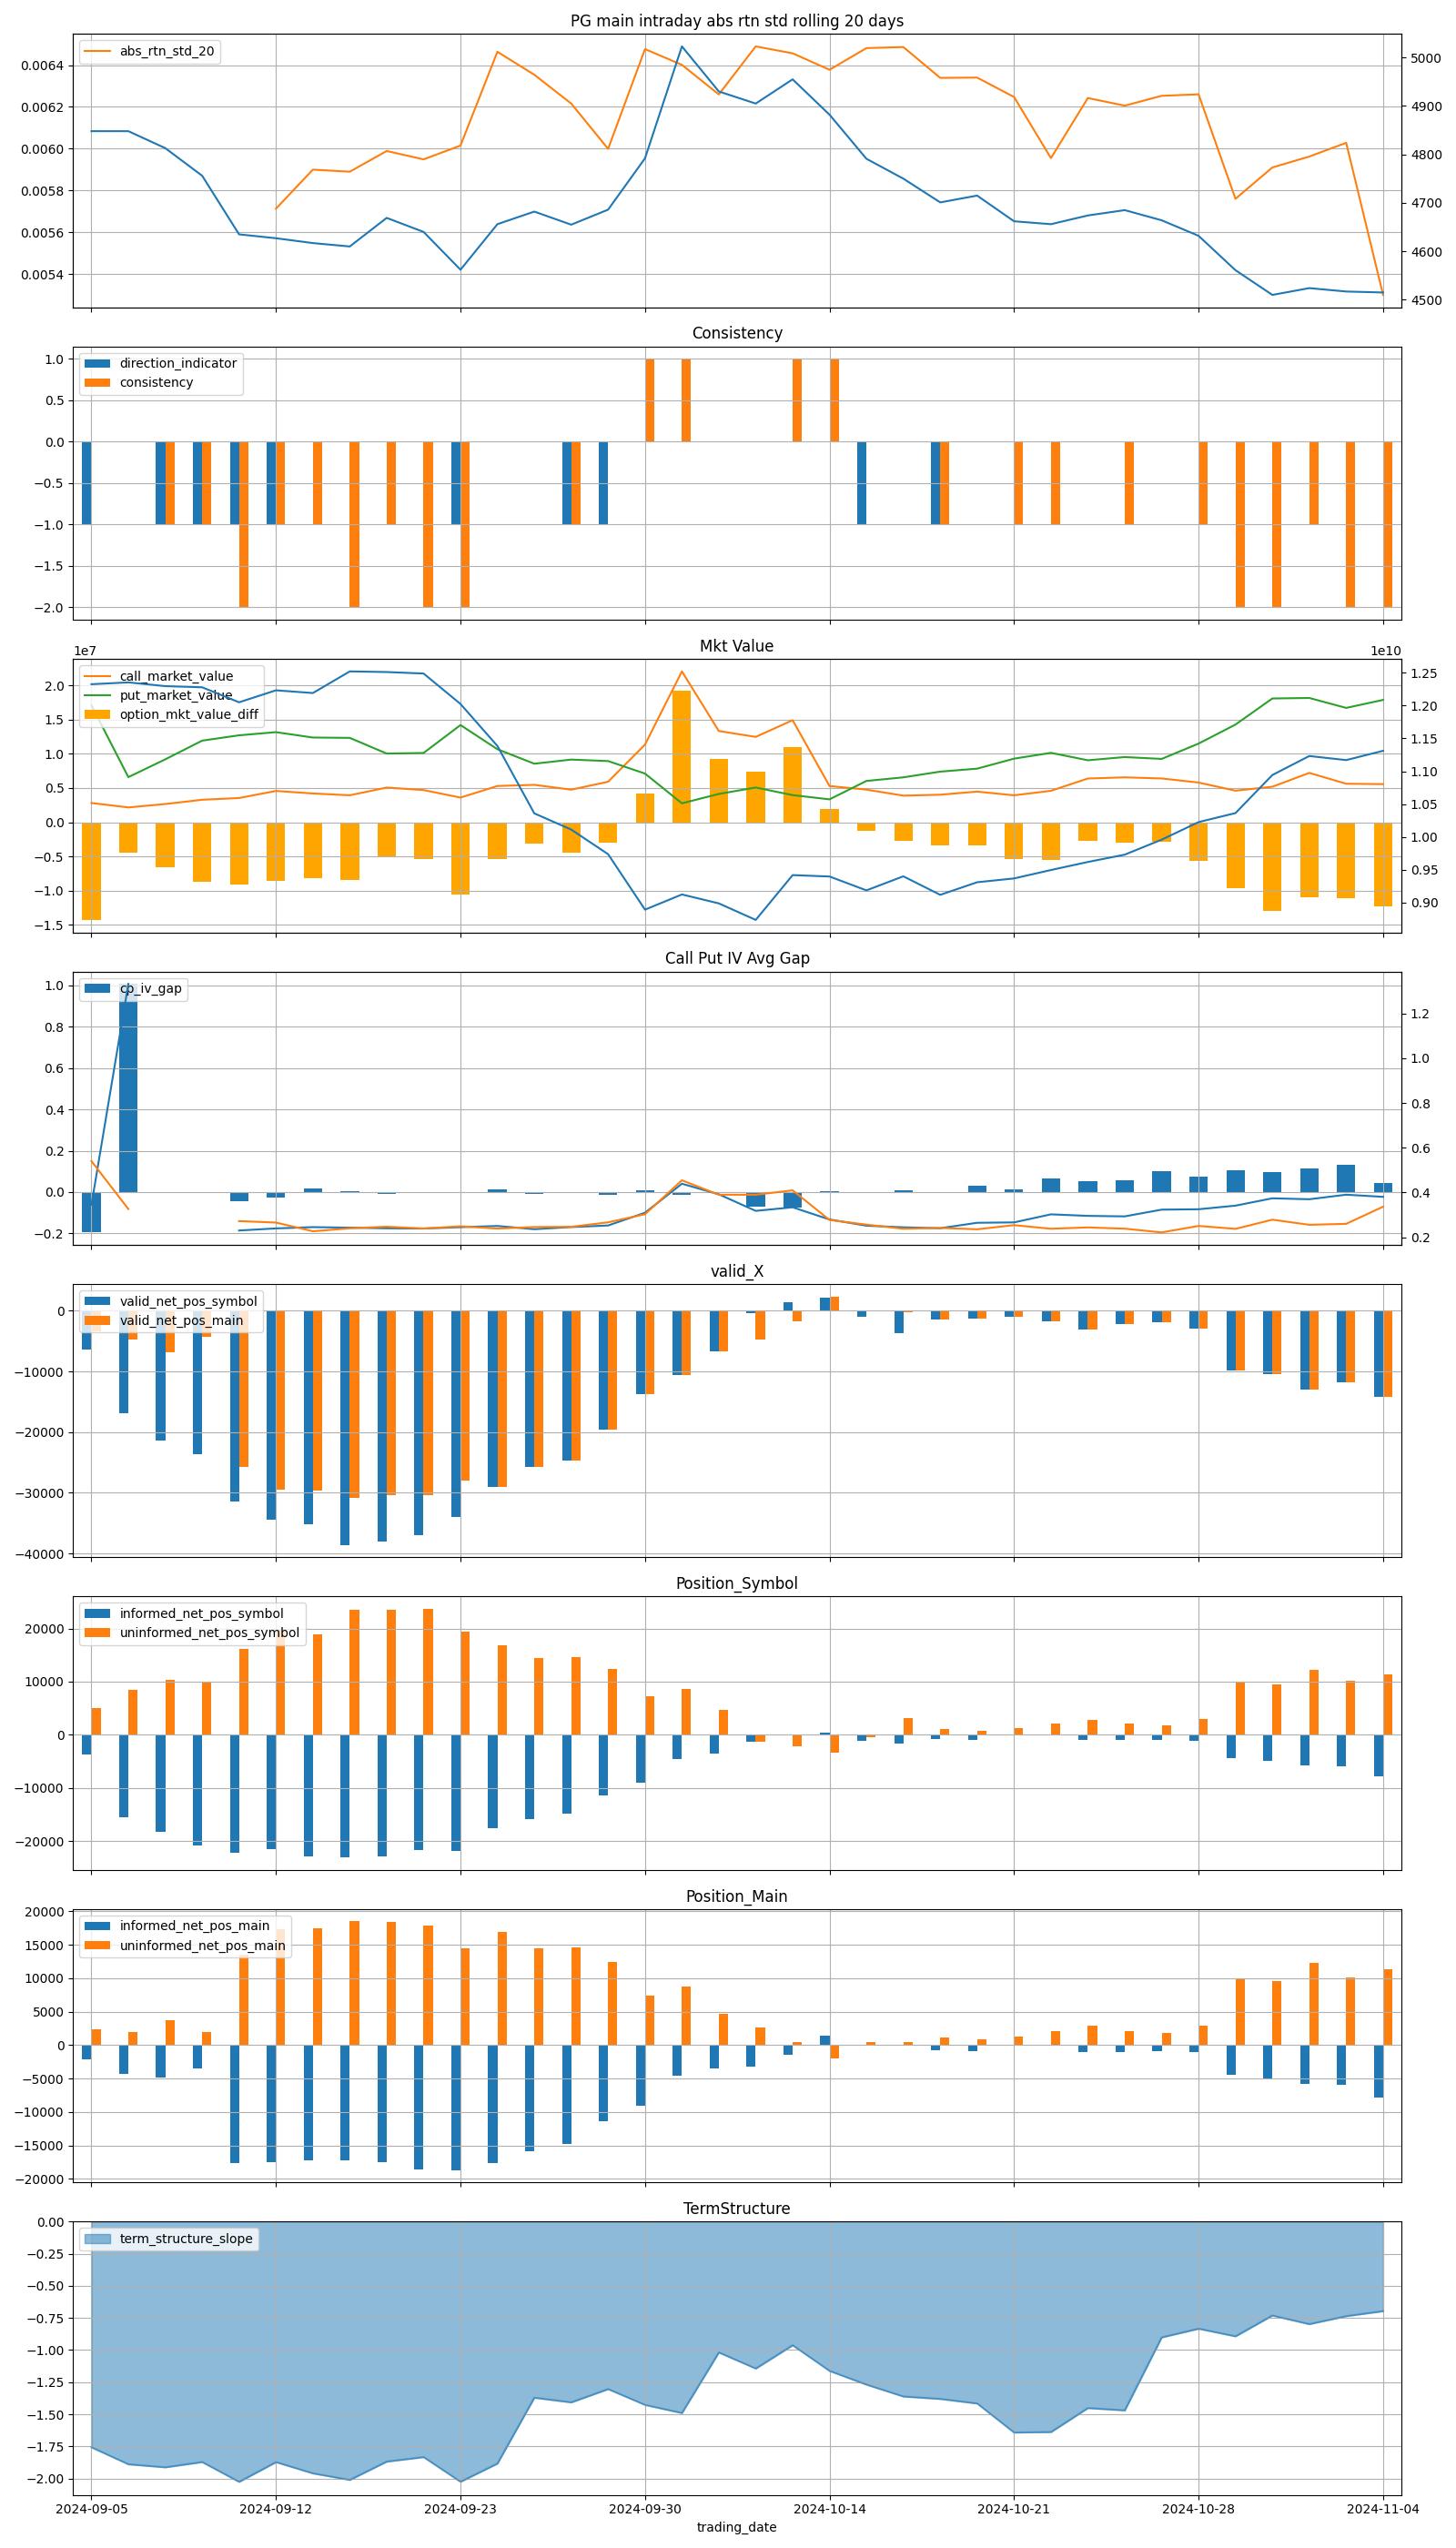 PG main intraday abs rtn std rolling 20 days
abs_rtn_std_20
0.0064
0.0062
0.0060
0.0058
0.0056
0.0054
5000
4900
4800
4700
4600
4500
Consistency
direction_indicator
consistency
1.0
0.5
0.0
−0.5
−1.0
−1.5
−2.0
Mkt Value
1e7
1e10
call_market_value
put_market_value
option_mkt_value_diff
2.0
1.5
1.0
0.5
0.0
−0.5
−1.0
−1.5
1.25
1.20
1.15
1.10
1.05
1.00
0.95
0.90
Call Put IV Avg Gap
cp_iv_gap
1.0
0.8
0.6
0.4
0.2
0.0
−0.2
1.2
1.0
0.8
0.6
0.4
0.2
valid_X
valid_net_pos_symbol
valid_net_pos_main
0
−10000
−20000
−30000
−40000
Position_Symbol
informed_net_pos_symbol
uninformed_net_pos_symbol
20000
10000
0
−10000
−20000
Position_Main
informed_net_pos_main
uninformed_net_pos_main
20000
15000
10000
5000
0
−5000
−10000
−15000
−20000
TermStructure
term_structure_slope
0.00
−0.25
−0.50
−0.75
−1.00
−1.25
−1.50
−1.75
−2.00
2024-09-05 2024-09-12 2024-09-23 2024-09-30 2024-10-14 2024-10-21 2024-10-28 2024-11-04
trading_date